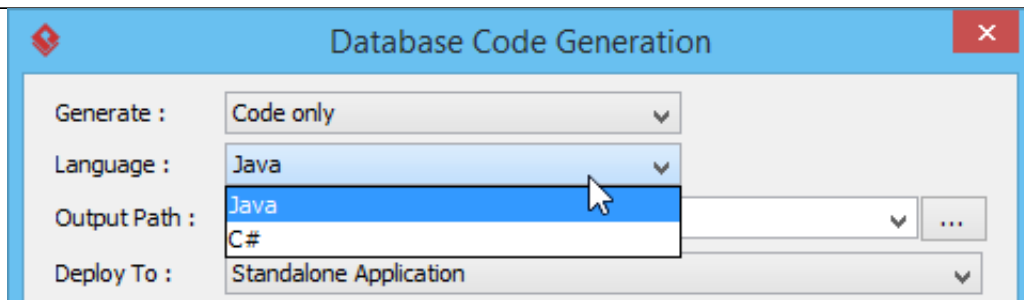 Database Code Generation
Generate : Code only
Language : Java
Java
Output Path : ...
C#
Deploy To : Standalone Application